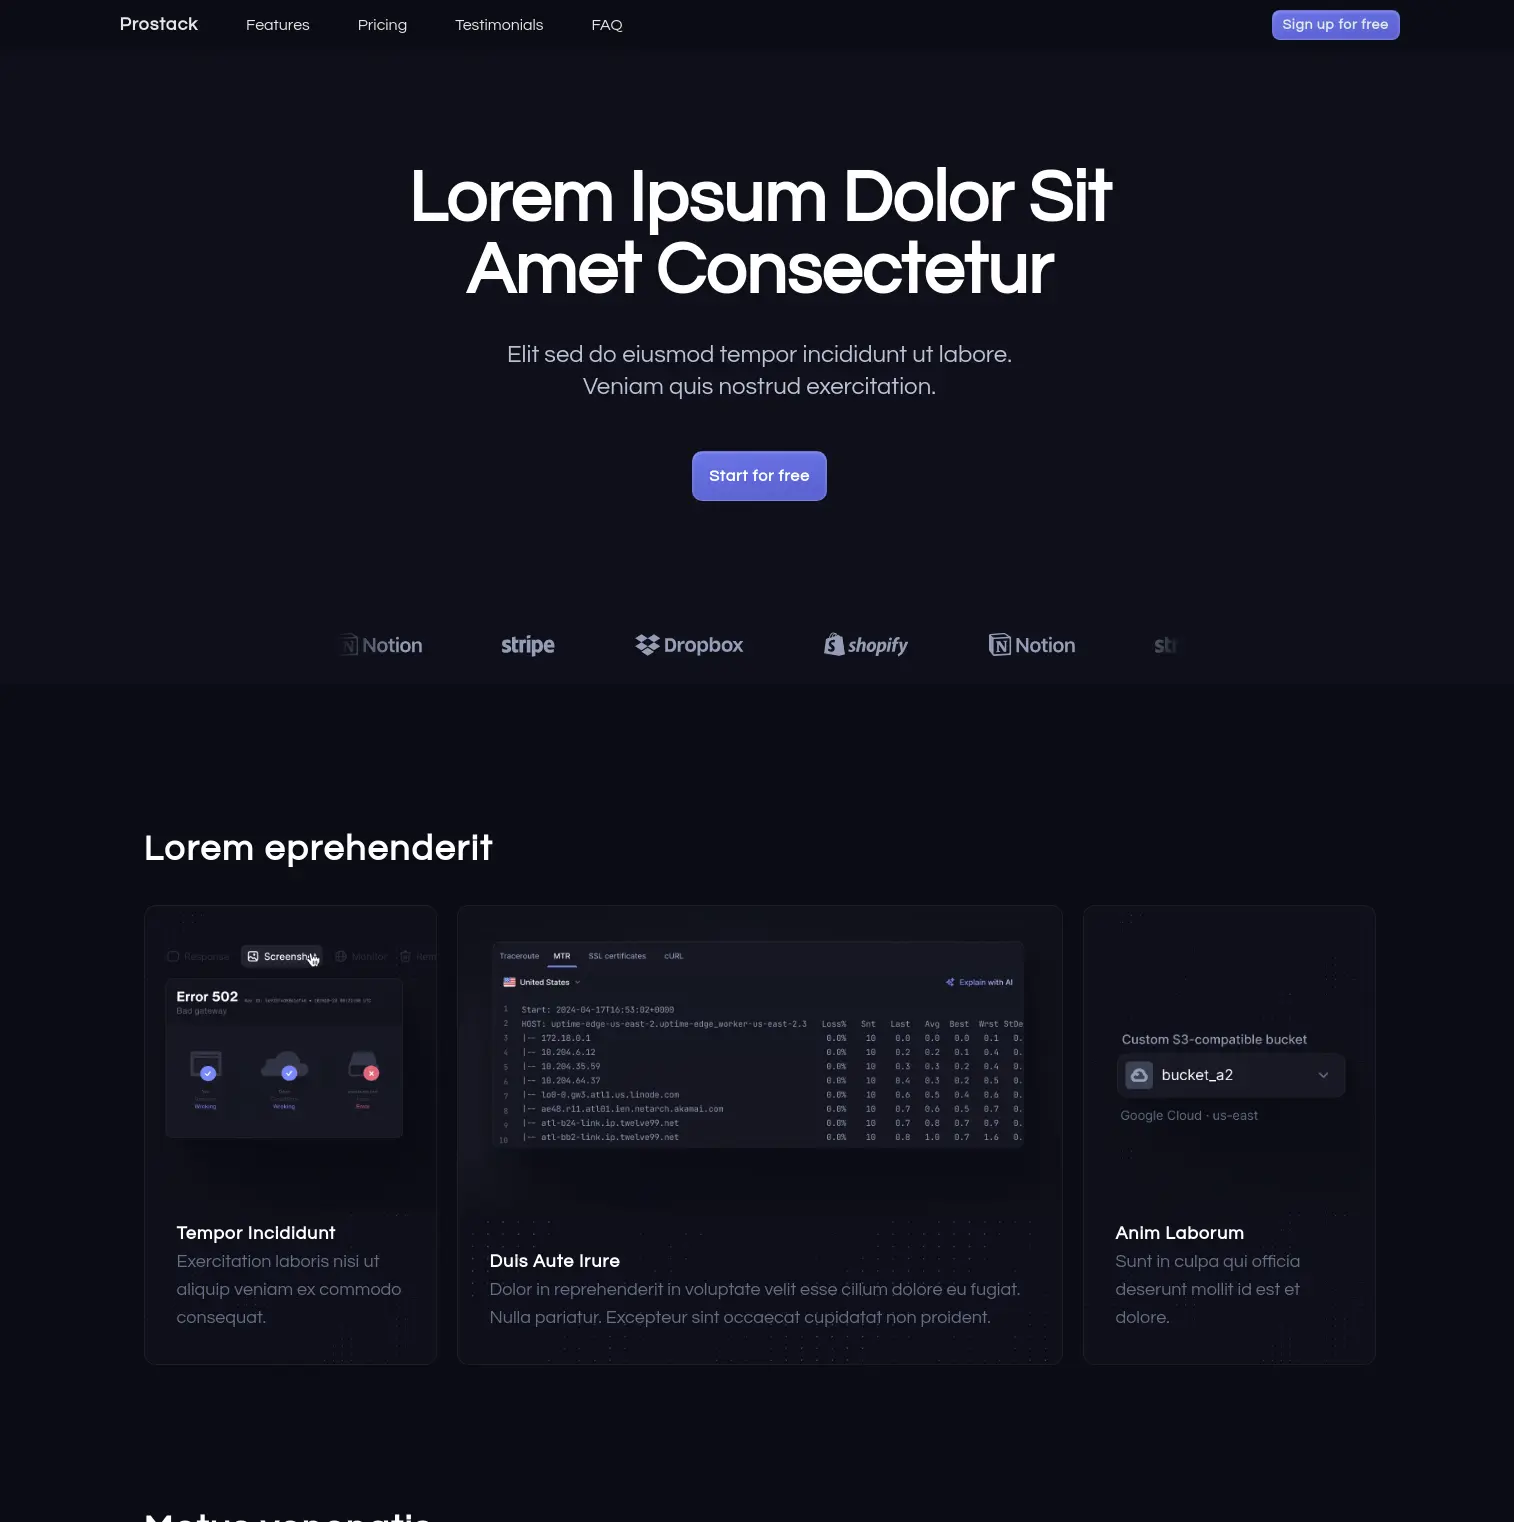 Prostack
Features
Pricing
Testimonials
FAQ
Sign up for free
Lorem Ipsum Dolor Sit
Amet Consectetur
Elit sed do eiusmod tempor incididunt ut labore.
Veniam quis nostrud exercitation.
Start for free
Notion
stripe
Dropbox
shopify
Notion
Lorem eprehenderit
Response
Monitor
Error 502
Bad gateway
Working
Working
Error
Tempor Incididunt
Exercitation laboris nisi ut
aliquip veniam ex commodo
consequat.
Traceroute MTR SSL certificates cURL
United States
Explain with AI
1 Start: 2024-04-17T16:53:02+0000
2 HOST: uptime-edge-us-east-2.uptime-edge_worker-us-east-2.3 Loss% Snt Last Avg Best Wrst StDe
3 |-- 172.18.0.1 0.0% 10 0.0 0.0 0.0 0.1 0.
4 |-- 10.204.6.12 0.0% 10 0.2 0.2 0.1 0.4 0.
5 |-- 10.204.35.59 0.0% 10 0.3 0.3 0.2 0.4 0.
6 |-- 10.204.64.37 0.0% 10 0.4 0.3 0.2 0.5 0.
7 |-- lo0-0.gw3.atl1.us.linode.com 0.0% 10 0.6 0.5 0.4 0.6 0.
8 |-- ae48.r11.atl01.ien.netarch.akamai.com 0.0% 10 0.7 0.6 0.5 0.7 0.
9 |-- atl-b24-link.ip.twelve99.net 0.0% 10 0.7 0.8 0.7 0.9 0.
10 |-- atl-bb2-link.ip.twelve99.net 0.0% 10 0.8 1.0 0.7 1.6 0.
Duis Aute Irure
Dolor in reprehenderit in voluptate velit esse cillum dolore eu fugiat.
Nulla pariatur. Excepteur sint occaecat cupidatat non proident.
Custom S3-compatible bucket
bucket_a2
Google Cloud · us-east
Anim Laborum
Sunt in culpa qui officia
deserunt mollit id est et
dolore.